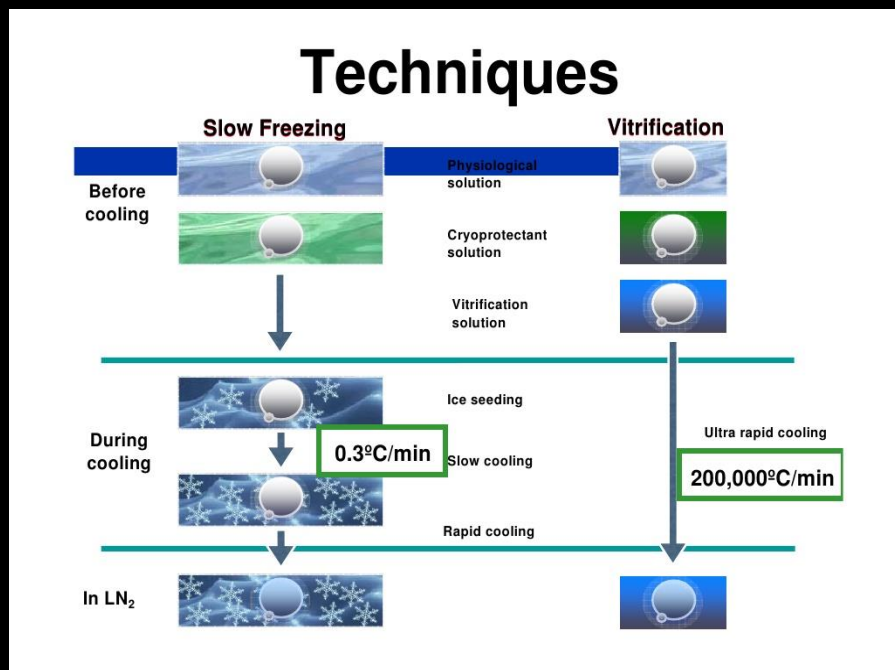 Techniques
Slow Freezing
Vitrification
Before
cooling
Physiological
solution
Cryoprotectant
solution
Vitrification
solution
During
cooling
Ice seeding
0.3ºC/min
Slow cooling
Ultra rapid cooling
200,000ºC/min
Rapid cooling
In LN₂